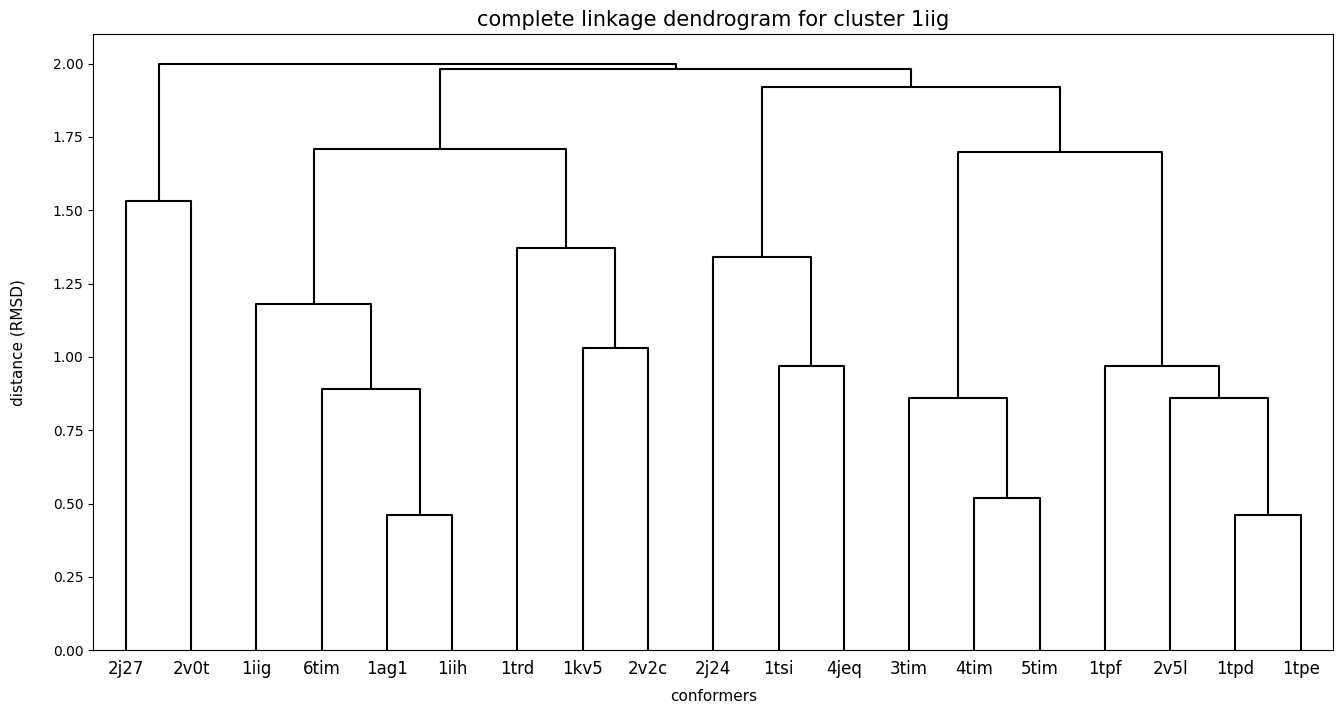 complete linkage dendrogram for cluster 1iig
2.00
1.75
1.50
1.25
1.00
0.75
0.50
0.25
0.00
distance (RMSD)
2j27 2v0t 1iig 6tim 1ag1 1iih 1trd 1kv5 2v2c 2j24 1tsi 4jeq 3tim 4tim 5tim 1tpf 2v5l 1tpd 1tpe
conformers